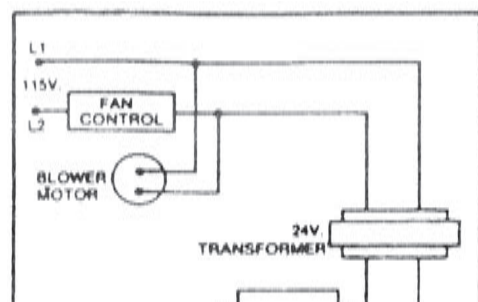 L1
115V.
FAN
CONTROL
L2
BLOWER
MOTOR
24V.
TRANSFORMER